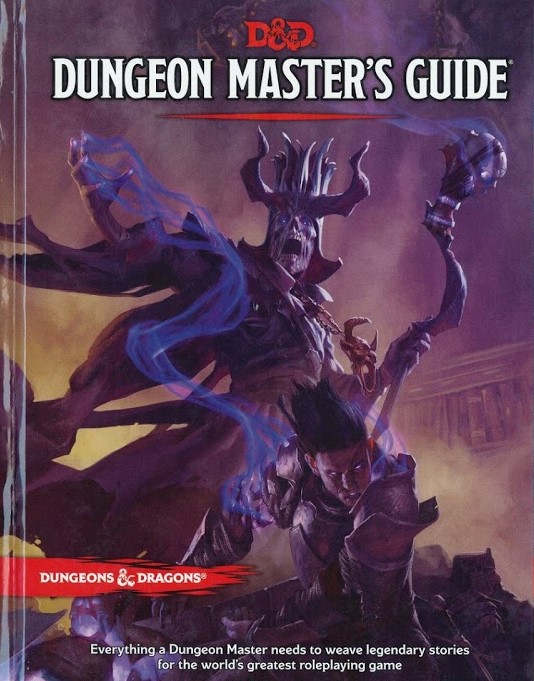 D&D
DUNGEON MASTER'S GUIDE®
DUNGEONS & DRAGONS®
Everything a Dungeon Master needs to weave legendary stories
for the world's greatest roleplaying game